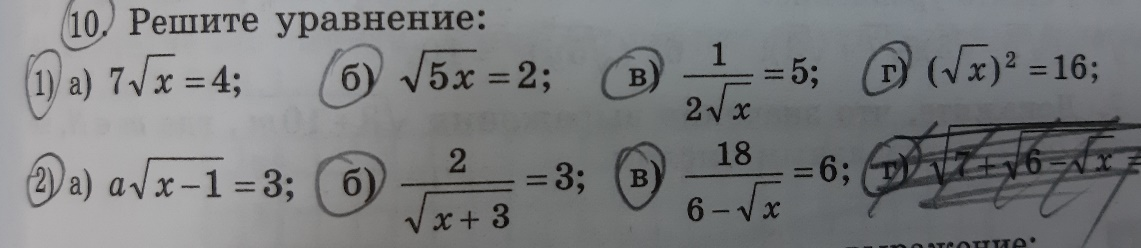 10. Решите уравнение:
1) а) 7√x = 4; б) √5x = 2; в) 1/(2√x) = 5; г) (√x)² = 16;
2) а) a√x−1 = 3; б) 2/√x + 3 = 3; в) 18/(6−√x) = 6; г) √7+√6−√x =